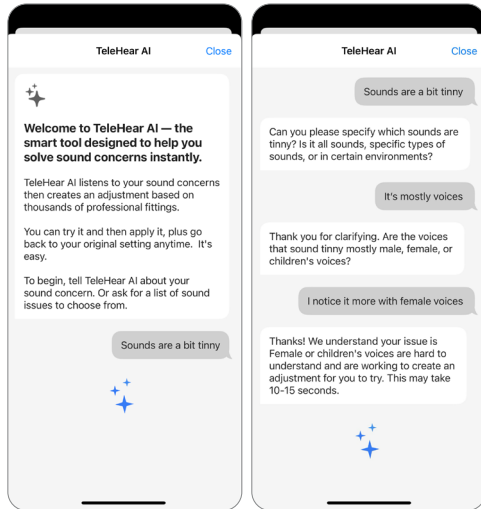 TeleHear AI
Close
Welcome to TeleHear AI — the
smart tool designed to help you
solve sound concerns instantly.
TeleHear AI listens to your sound concerns
then creates an adjustment based on
thousands of professional fittings.
You can try it and then apply it, plus go
back to your original setting anytime.  It's
easy.
To begin, tell TeleHear AI about your
sound concern. Or ask for a list of sound
issues to choose from.
Sounds are a bit tinny
TeleHear AI
Close
Sounds are a bit tinny
Can you please specify which sounds are
tinny? Is it all sounds, specific types of
sounds, or in certain environments?
It's mostly voices
Thank you for clarifying. Are the voices
that sound tinny mostly male, female, or
children's voices?
I notice it more with female voices
Thanks! We understand your issue is
Female or children's voices are hard to
understand and are working to create an
adjustment for you to try. This may take
10-15 seconds.